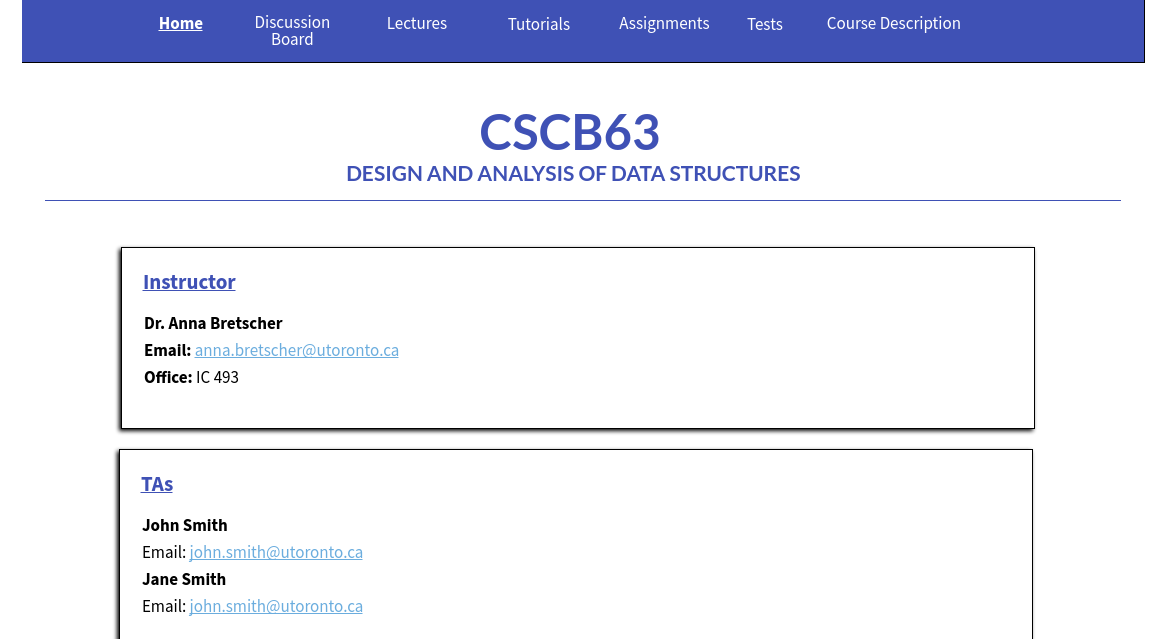 Home
Discussion
Board
Lectures
Tutorials
Assignments
Tests
Course Description
CSCB63
DESIGN AND ANALYSIS OF DATA STRUCTURES
Instructor
Dr. Anna Bretscher
Email: anna.bretscher@utoronto.ca
Office: IC 493
TAs
John Smith
Email: john.smith@utoronto.ca
Jane Smith
Email: john.smith@utoronto.ca